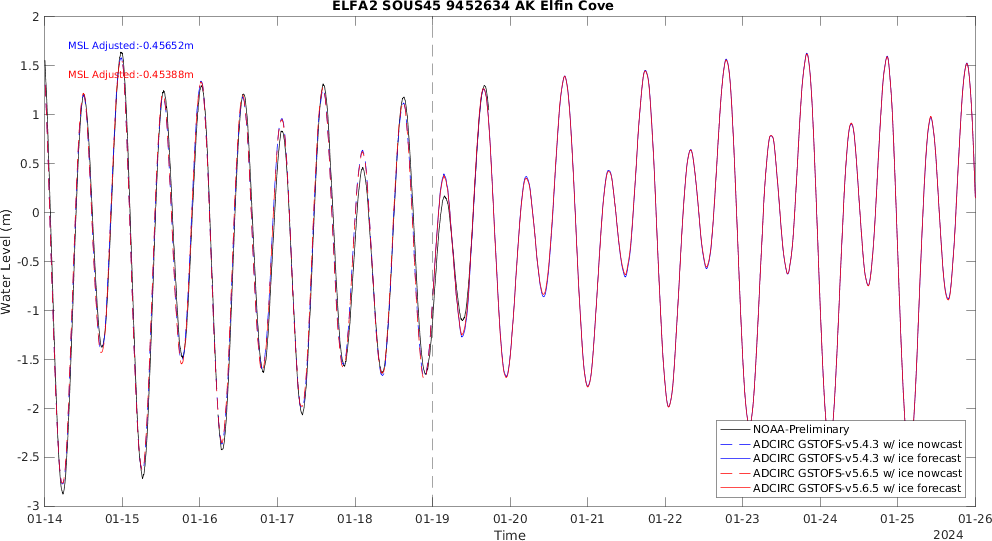 ELFA2 SOUS45 9452634 AK Elfin Cove
MSL Adjusted:-0.45652m
MSL Adjusted:-0.45388m
2
1.5
1
0.5
0
-0.5
-1
-1.5
-2
-2.5
-3
Water Level (m)
NOAA-Preliminary
ADCIRC GSTOFS-v5.4.3 w/ ice nowcast
ADCIRC GSTOFS-v5.4.3 w/ ice forecast
ADCIRC GSTOFS-v5.6.5 w/ ice nowcast
ADCIRC GSTOFS-v5.6.5 w/ ice forecast
01-14 01-15 01-16 01-17 01-18 01-19 01-20 01-21 01-22 01-23 01-24 01-25 01-26
Time
2024